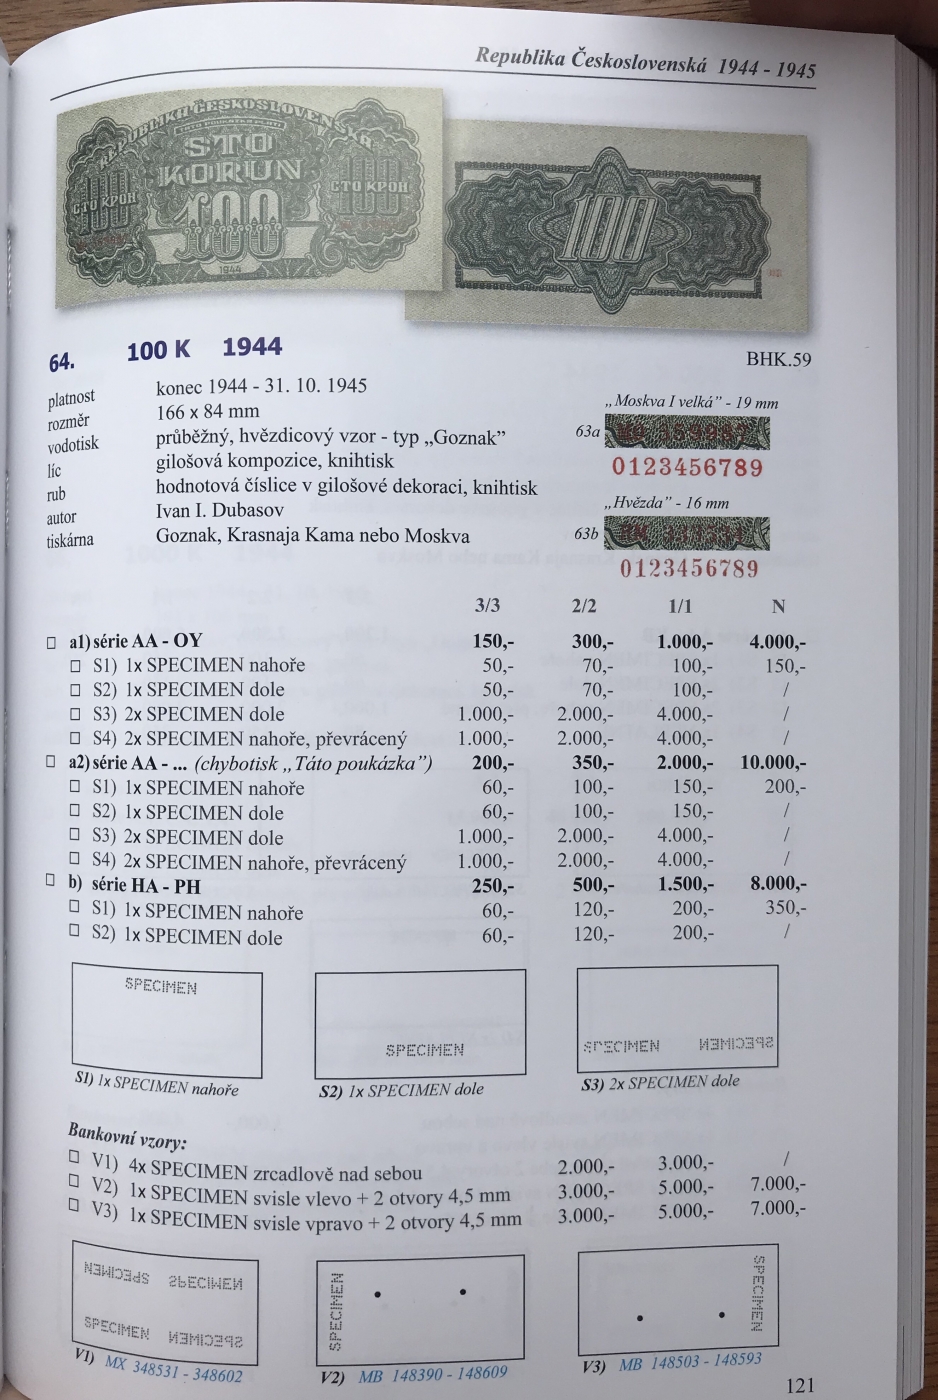 Republika Československá 1944 - 1945
REPUBLIKA ČESKOSLOVENSKÁ
TATO POUKÁZKA PLATÍ
STO
KORUN
100 100
СТО КРОН СТО КРОН
100
1944
100
64. 100 K 1944
BHK.59
platnost konec 1944 - 31. 10. 1945
rozměr 166 x 84 mm
vodotisk průběžný, hvězdicový vzor - typ „Goznak”
líc gilošová kompozice, knihtisk
rub hodnotová číslice v gilošové dekoraci, knihtisk
autor Ivan I. Dubasov
tiskárna Goznak, Krasnaja Kama nebo Moskva
„Moskva I velká” - 19 mm
63a
0123456789
„Hvězda” - 16 mm
63b
0123456789
3/3 2/2 1/1 N
a1) série AA - OY 150,- 300,- 1.000,- 4.000,-
S1) 1x SPECIMEN nahoře 50,- 70,- 100,- 150,-
S2) 1x SPECIMEN dole 50,- 70,- 100,- /
S3) 2x SPECIMEN dole 1.000,- 2.000,- 4.000,- /
S4) 2x SPECIMEN nahoře, převrácený 1.000,- 2.000,- 4.000,- /
a2) série AA - ... (chybotisk „Táto poukázka”) 200,- 350,- 2.000,- 10.000,-
S1) 1x SPECIMEN nahoře 60,- 100,- 150,- 200,-
S2) 1x SPECIMEN dole 60,- 100,- 150,- /
S3) 2x SPECIMEN dole 1.000,- 2.000,- 4.000,- /
S4) 2x SPECIMEN nahoře, převrácený 1.000,- 2.000,- 4.000,- /
b) série HA - PH 250,- 500,- 1.500,- 8.000,-
S1) 1x SPECIMEN nahoře 60,- 120,- 200,- 350,-
S2) 1x SPECIMEN dole 60,- 120,- 200,- /
SPECIMEN
SPECIMEN
SPECIMEN SPECIMEN
S1) 1x SPECIMEN nahoře
S2) 1x SPECIMEN dole
S3) 2x SPECIMEN dole
Bankovní vzory:
V1) 4x SPECIMEN zrcadlově nad sebou 2.000,- 3.000,- /
V2) 1x SPECIMEN svisle vlevo + 2 otvory 4,5 mm 3.000,- 5.000,- 7.000,-
V3) 1x SPECIMEN svisle vpravo + 2 otvory 4,5 mm 3.000,- 5.000,- 7.000,-
SPECIMEN SPECIMEN
SPECIMEN SPECIMEN
SPECIMEN
SPECIMEN
V1) MX 348531 - 348602
V2) MB 148390 - 148609
V3) MB 148503 - 148593
121